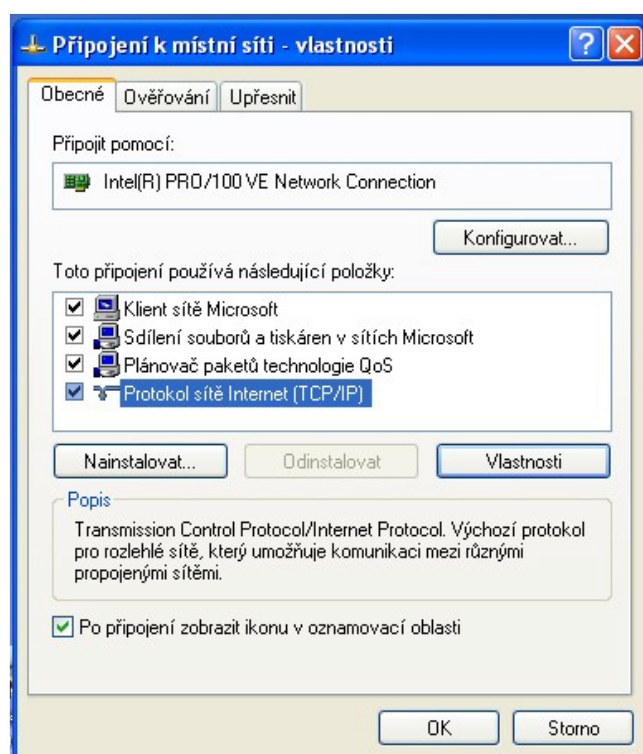 Připojení k místní síti - vlastnosti
Obecné Ověřování Upřesnit
Připojit pomocí:
Intel(R) PRO/100 VE Network Connection
Konfigurovat...
Toto připojení používá následující položky:
Klient sítě Microsoft
Sdílení souborů a tiskáren v sítích Microsoft
Plánovač paketů technologie QoS
Protokol sítě Internet (TCP/IP)
Nainstalovat... Odinstalovat Vlastnosti
Popis
Transmission Control Protocol/Internet Protocol. Výchozí protokol
pro rozlehlé sítě, který umožňuje komunikaci mezi různými
propojenými sítěmi.
Po připojení zobrazit ikonu v oznamovací oblasti
OK Storno